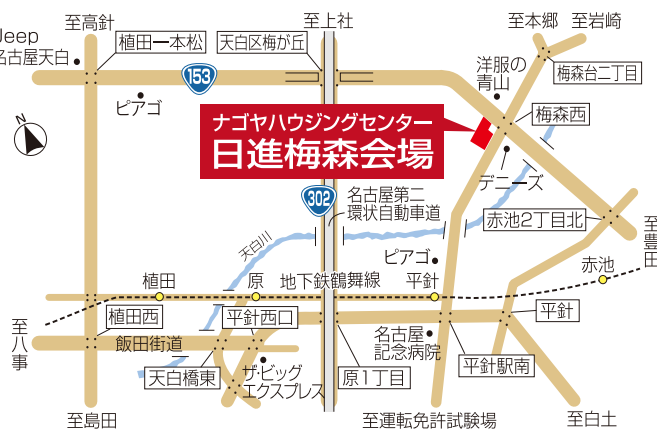 至高針
至上社
至本郷
至岩崎
Jeep
名古屋天白
植田一本松
天白区梅が丘
洋服の
青山
梅森台二丁目
153
ピアゴ
梅森西
N
ナゴヤハウジングセンター
日進梅森会場
デニーズ
302
名古屋第二
環状自動車道
赤池2丁目北
至豊田
天白川
ピアゴ
赤池
植田
原
地下鉄鶴舞線
平針
至八事
植田西
平針西口
平針
飯田街道
名古屋
記念病院
天白橋東
ザ・ビッグ
エクスプレス
原1丁目
平針駅南
至島田
至運転免許試験場
至白土